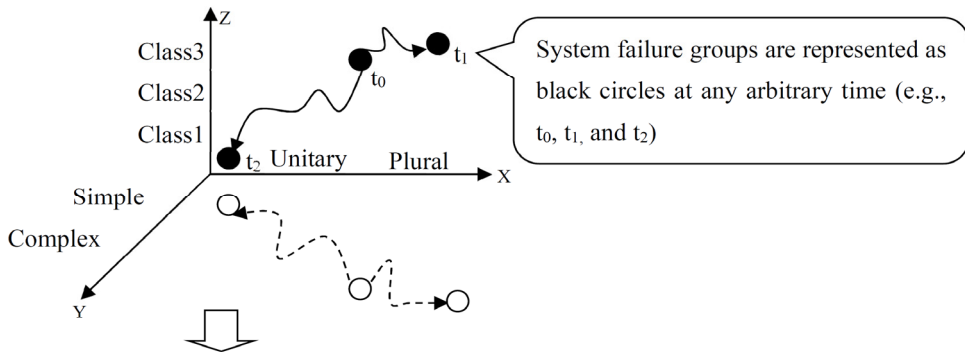 Z
Class3
Class2
Class1
t0
t1
t2
Unitary Plural
X
Simple
Complex
Y
System failure groups are represented as
black circles at any arbitrary time (e.g.,
t0, t1, and t2)